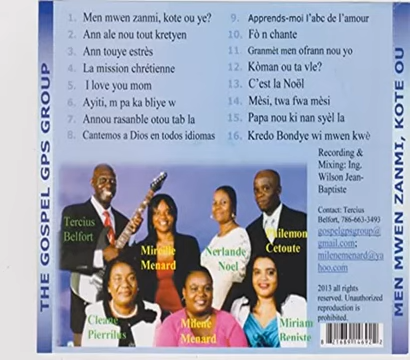 THE GOSPEL GPS GROUP
1. Men mwen zanmi, kote ou ye?
2. Ann ale nou tout kretyen
3. Ann touye estrès
4. La mission chrétienne
5. I love you mom
6. Ayiti, m pa ka bliye w
7. Annou rasanble otou tab la
8. Cantemos a Dios en todos idiomas
9. Apprends-moi l'abc de l'amour
10. Fò n chante
11. Granmèt men ofrann nou yo
12. Kòman ou ta vle?
13. C'est la Noël
14. Mèsi, twa fwa mèsi
15. Papa nou ki nan syèl la
16. Kredo Bondye wi mwen kwè
Recording &
Mixing: Ing.
Wilson Jean-
Baptiste
Contact: Tercius
Belfort, 786-663-3493
gospelgpsgroup@
gmail.com;
milenemenard@ya
hoo.com
2013 all rights
reserved. Unauthorized
reproduction is
prohibited.
Tercius
Belfort
Mireille
Menard
Nerlande
Noel
Milemon
Cetoute
Cleane
Pierrilus
Milene
Menard
Miriam
Beniste
MEN MWEN ZANMI, KOTE OU